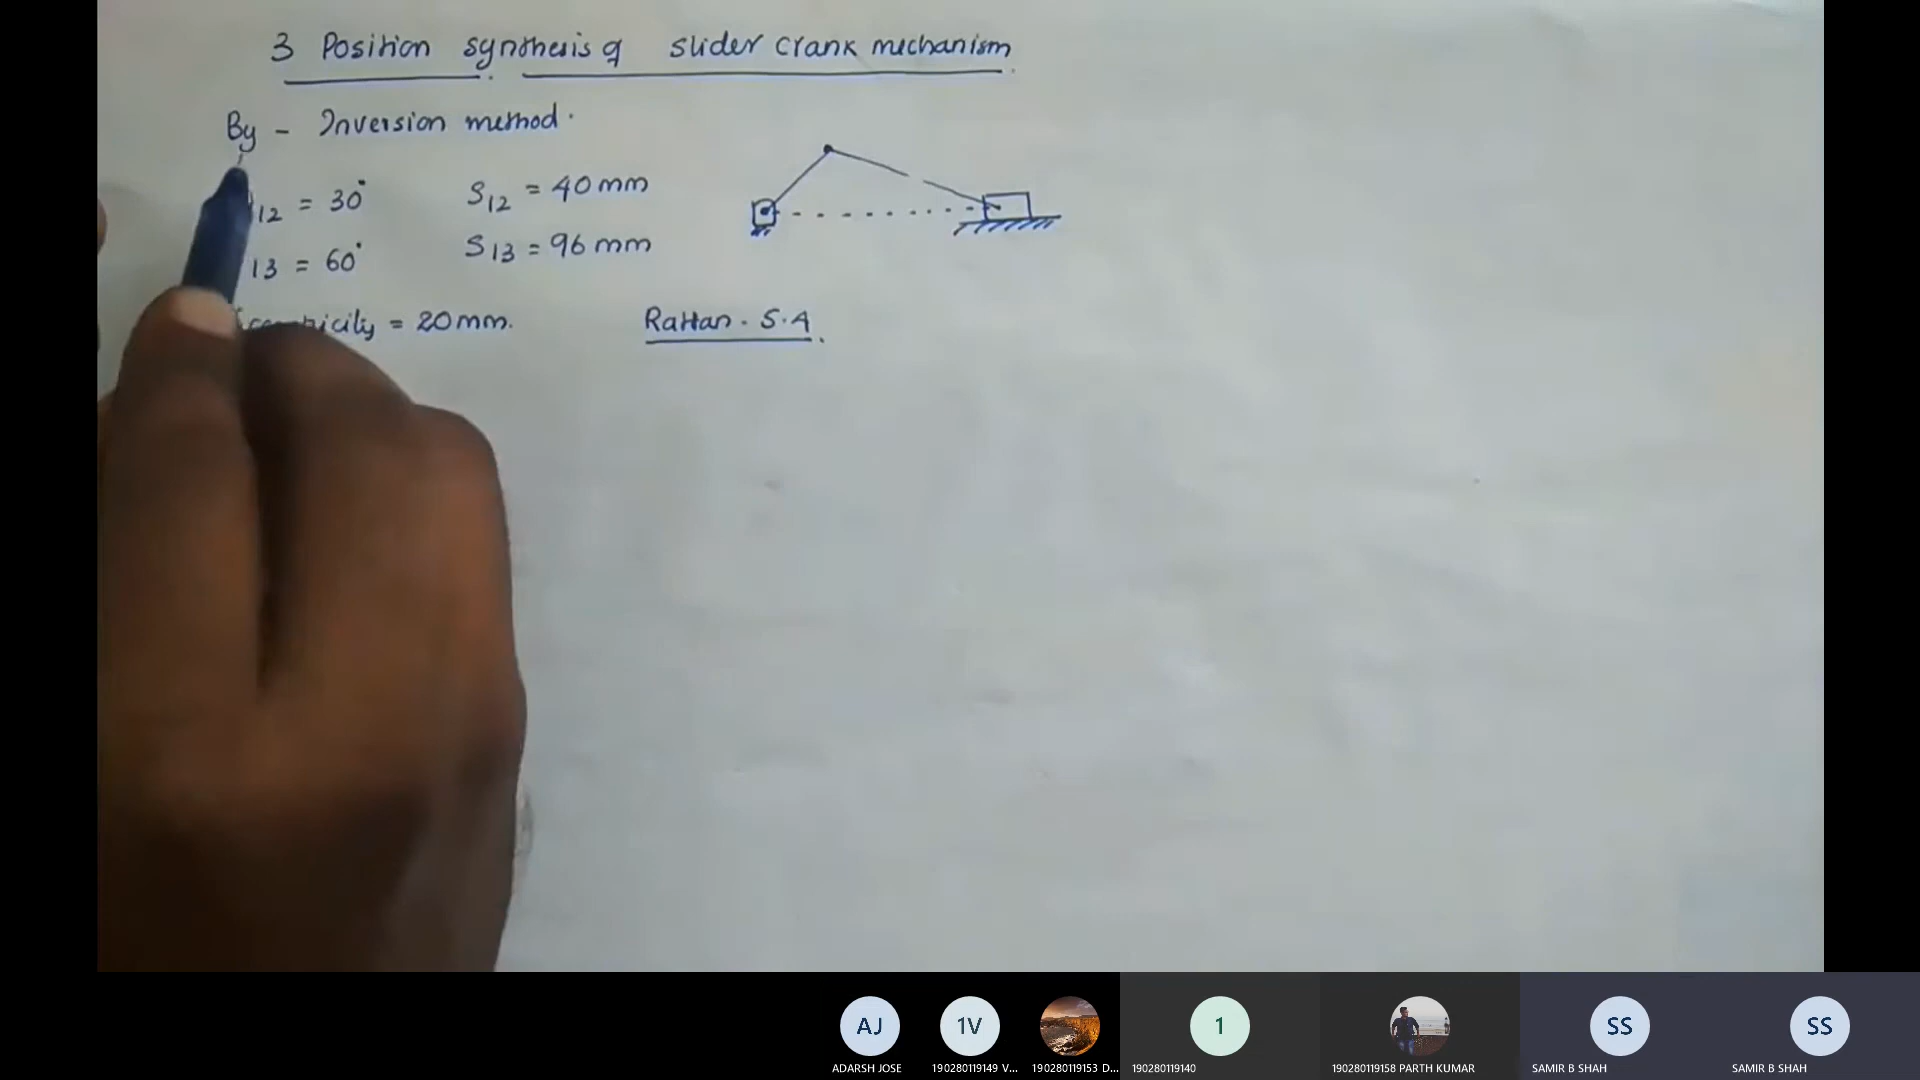 3 Position synthesis of slider crank mechanism.
By - Inversion method.
12 = 30° S12 = 40 mm
13 = 60° S13 = 96 mm
= 20 mm. Rattan. S.A.
AJ 1V 1 SS SS
ADARSH JOSE 190280119149 V... 190280119153 D... 190280119140 190280119158 PARTH KUMAR SAMIR B SHAH SAMIR B SHAH